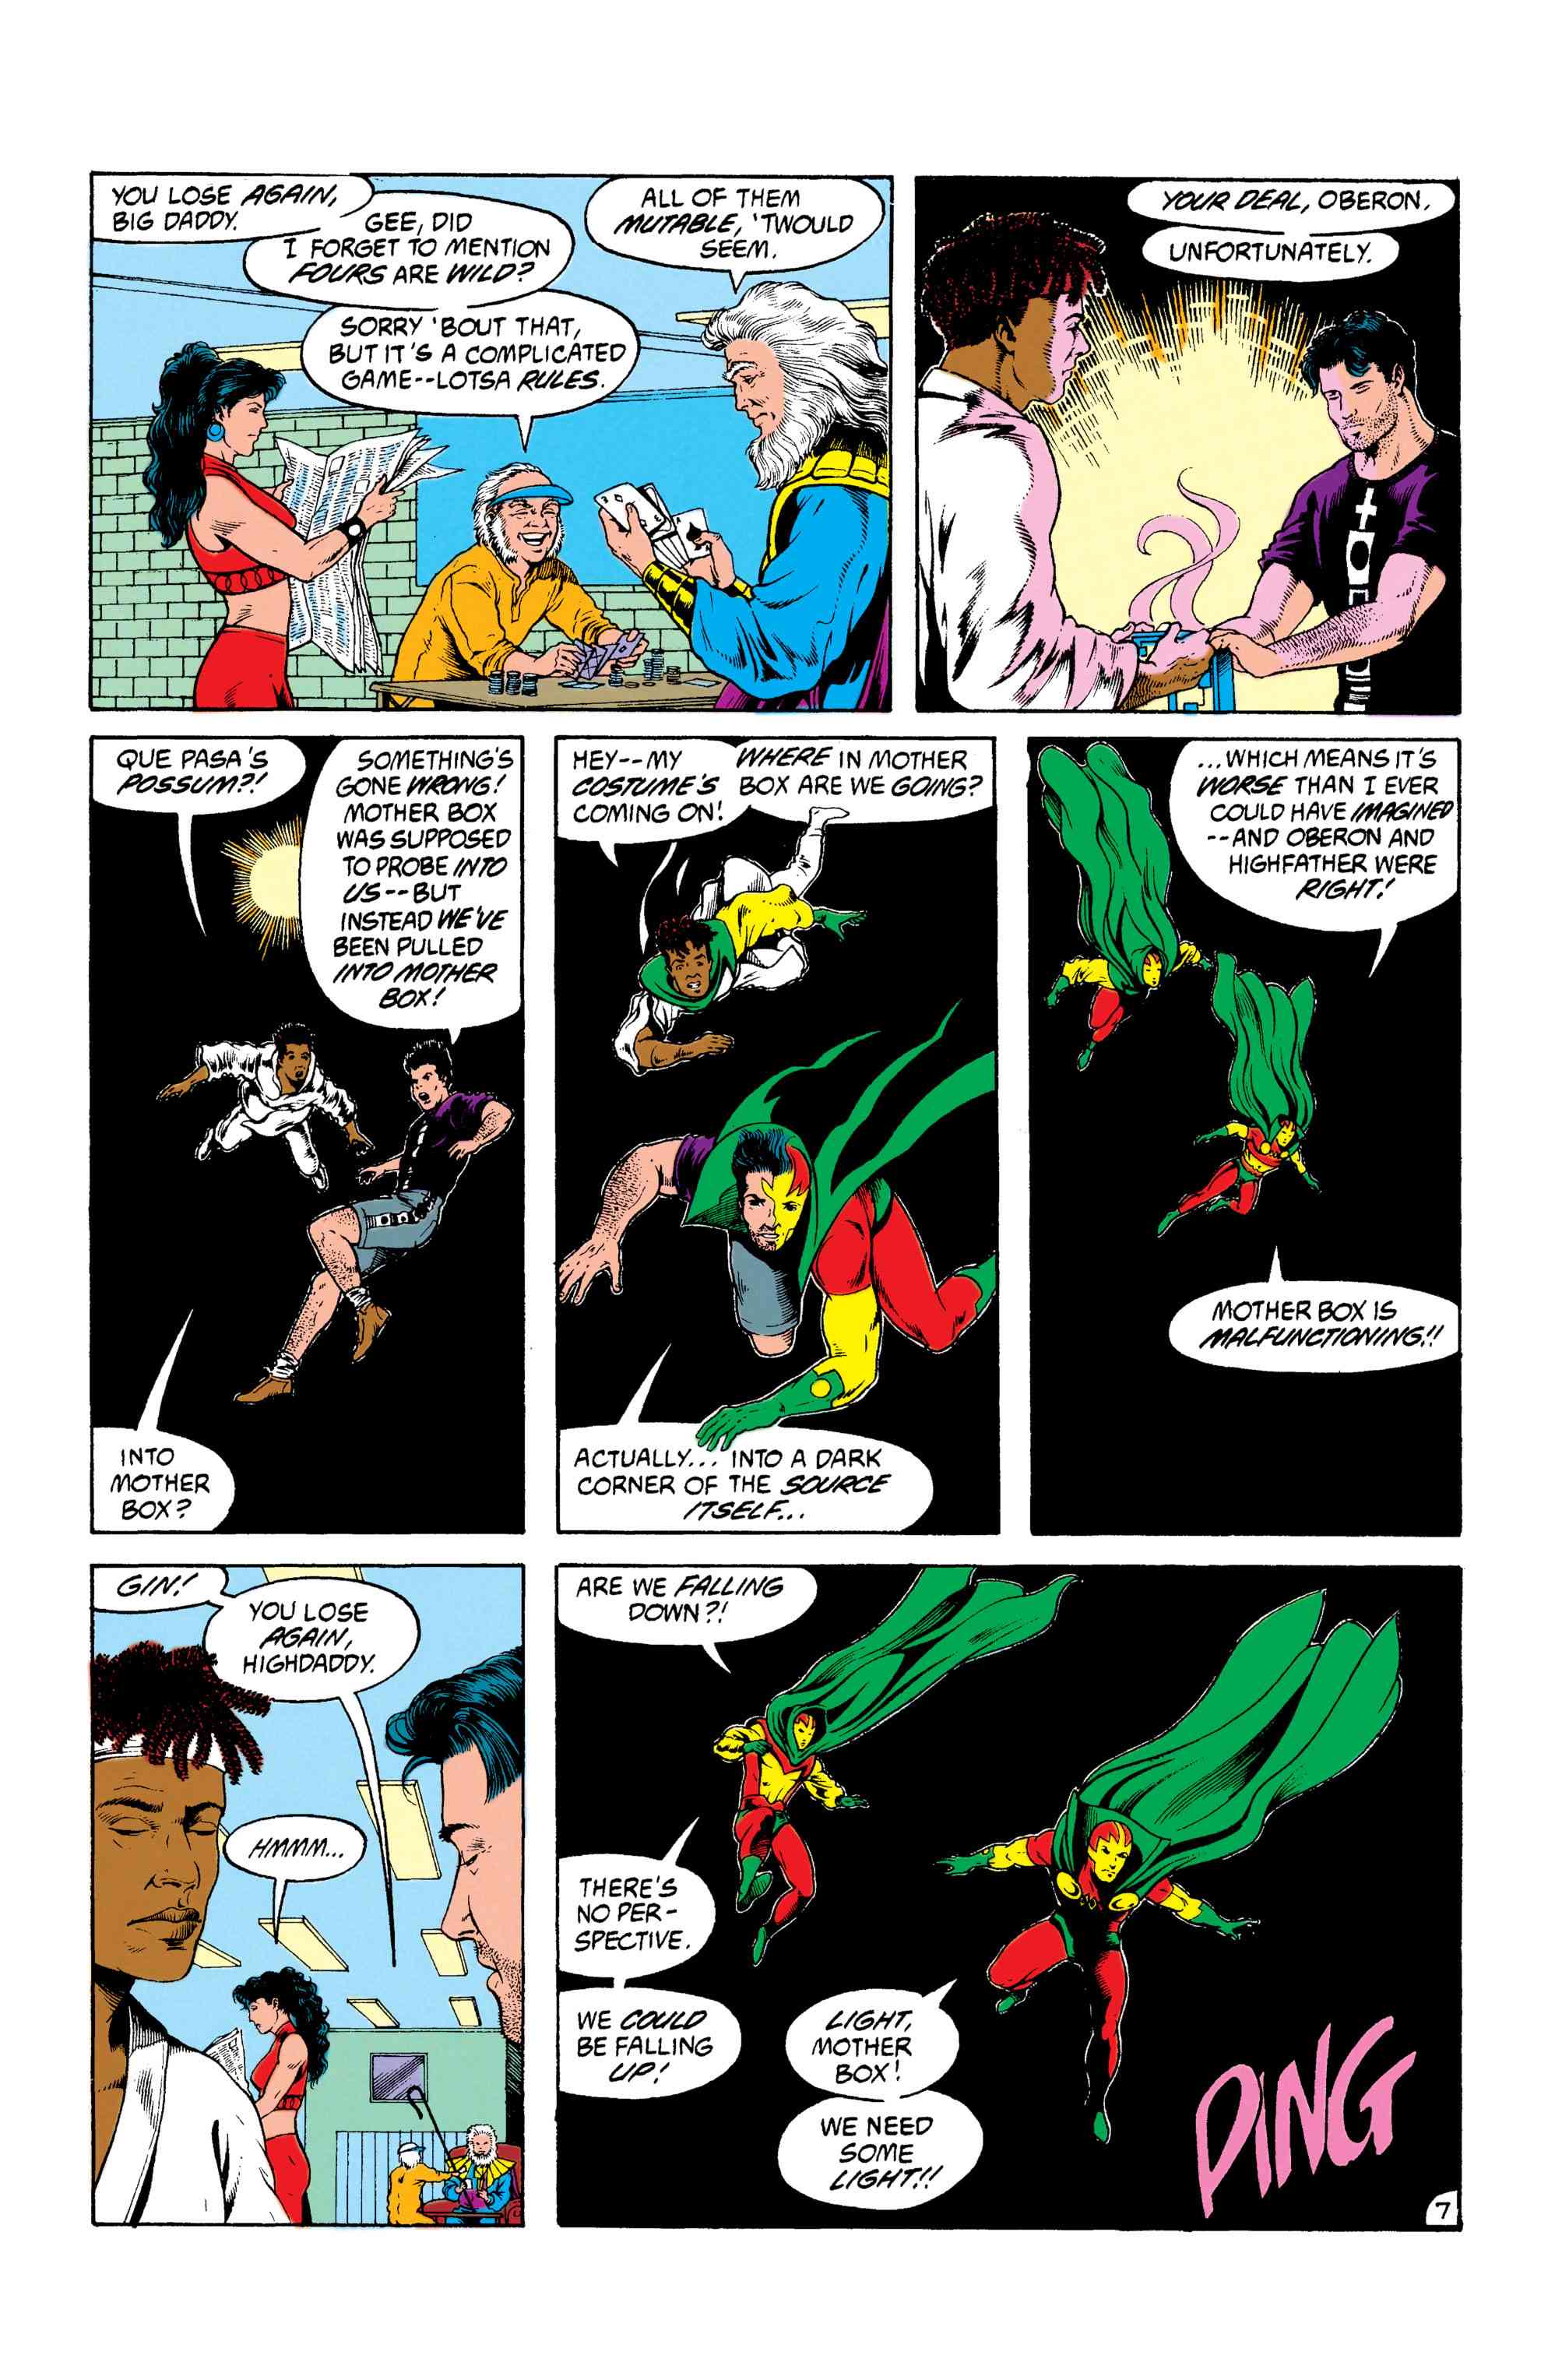 YOU LOSE AGAIN,
BIG DADDY.
GEE, DID
I FORGET TO MENTION
FOURS ARE WILD?
SORRY 'BOUT THAT,
BUT IT'S A COMPLICATED
GAME--LOTSA RULES.
ALL OF THEM
MUTABLE, 'TWOULD
SEEM.
YOUR DEAL, OBERON.
UNFORTUNATELY.
QUE PASA'S
POSSUM?!
SOMETHING'S
GONE WRONG!
MOTHER BOX
WAS SUPPOSED
TO PROBE INTO
US--BUT
INSTEAD WE'VE
BEEN PULLED
INTO MOTHER
BOX!
INTO
MOTHER
BOX?
HEY--MY
COSTUME'S
COMING ON!
WHERE IN MOTHER
BOX ARE WE GOING?
ACTUALLY... INTO A DARK
CORNER OF THE SOURCE
ITSELF...
...WHICH MEANS IT'S
WORSE THAN I EVER
COULD HAVE IMAGINED
--AND OBERON AND
HIGHFATHER WERE
RIGHT!
MOTHER BOX IS
MALFUNCTIONING!!
GIN!
YOU LOSE
AGAIN,
HIGHDADDY.
HMMM...
ARE WE FALLING
DOWN?!
THERE'S
NO PER-
SPECTIVE.
WE COULD
BE FALLING
UP!
LIGHT,
MOTHER
BOX!
WE NEED
SOME
LIGHT!!
PING
7